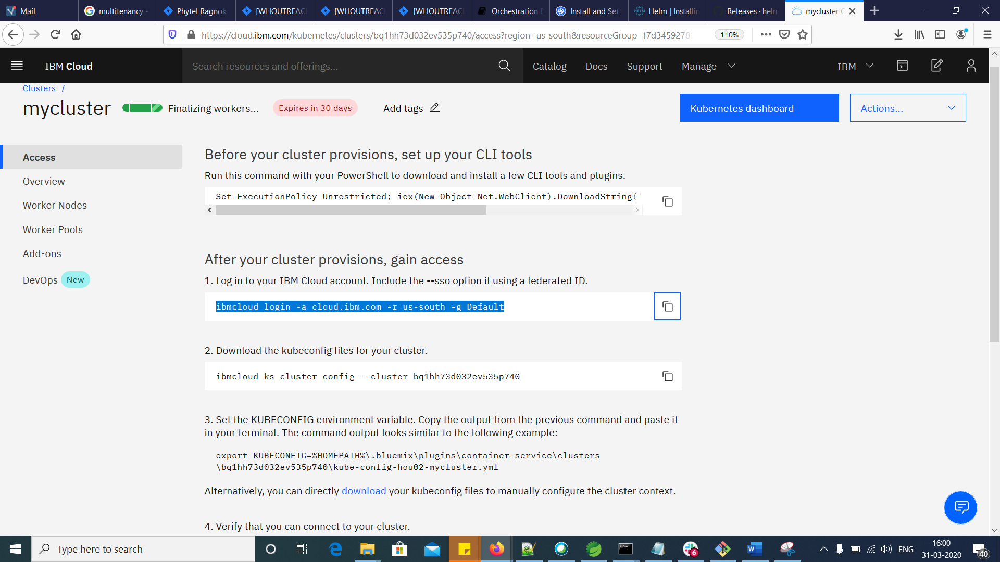 Mail
multitenancy -
Phytel Ragnok
[WHOUTREAC
[WHOUTREAC
[WHOUTREAC
Orchestration
Install and Set
Helm | Installin
Releases · helm
mycluster
https://cloud.ibm.com/kubernetes/clusters/bq1hh73d032ev535p740/access?region=us-south&resourceGroup=f7d3459278
110%
IBM Cloud
Search resources and offerings...
Catalog
Docs
Support
Manage
IBM
Clusters /
mycluster
Finalizing workers...
Expires in 30 days
Add tags
Kubernetes dashboard
Actions...
Access
Overview
Worker Nodes
Worker Pools
Add-ons
DevOps New
Before your cluster provisions, set up your CLI tools
Run this command with your PowerShell to download and install a few CLI tools and plugins.
Set-ExecutionPolicy Unrestricted; iex(New-Object Net.WebClient).DownloadString('
After your cluster provisions, gain access
1. Log in to your IBM Cloud account. Include the --sso option if using a federated ID.
ibmcloud login -a cloud.ibm.com -r us-south -g Default
2. Download the kubeconfig files for your cluster.
ibmcloud ks cluster config --cluster bq1hh73d032ev535p740
3. Set the KUBECONFIG environment variable. Copy the output from the previous command and paste it
in your terminal. The command output looks similar to the following example:
export KUBECONFIG=%HOMEPATH%\.bluemix\plugins\container-service\clusters
\bq1hh73d032ev535p740\kube-config-hou02-mycluster.yml
Alternatively, you can directly download your kubeconfig files to manually configure the cluster context.
4. Verify that you can connect to your cluster.
Type here to search
6
ENG
16:00
31-03-2020
40